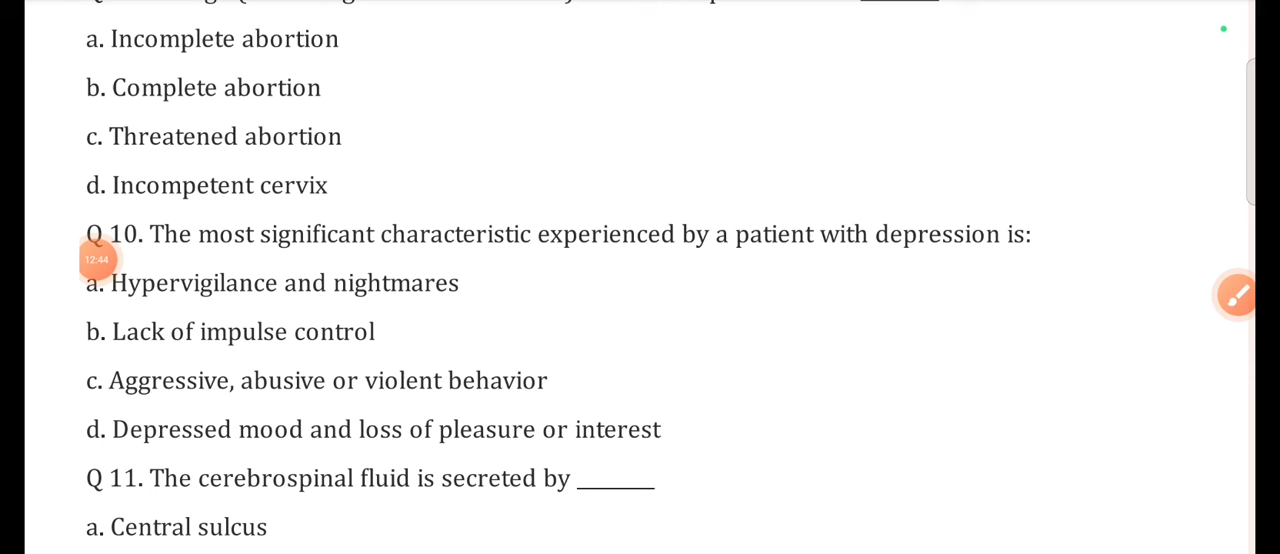 a. Incomplete abortion
b. Complete abortion
c. Threatened abortion
d. Incompetent cervix
Q 10. The most significant characteristic experienced by a patient with depression is:
12:44
a. Hypervigilance and nightmares
b. Lack of impulse control
c. Aggressive, abusive or violent behavior
d. Depressed mood and loss of pleasure or interest
Q 11. The cerebrospinal fluid is secreted by _______
a. Central sulcus